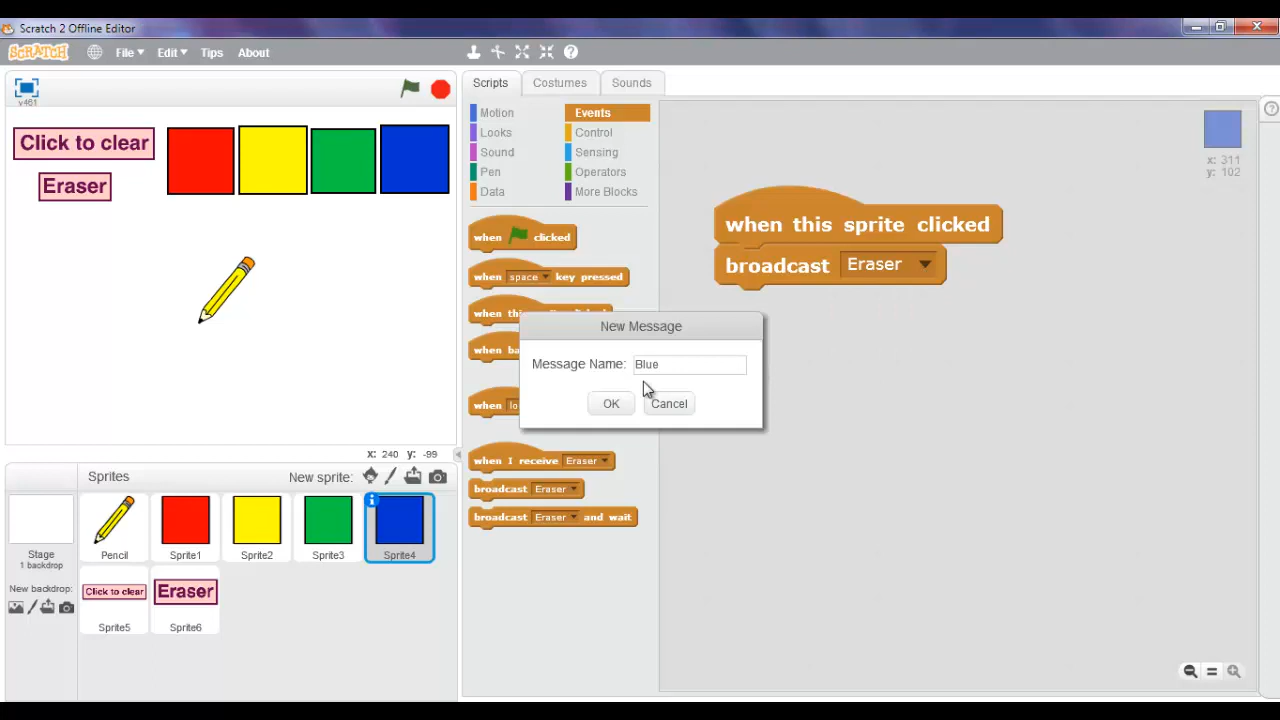 Scratch 2 Offline Editor
SCRATCH File Edit Tips About
v461
Click to clear
Eraser
x: 240 y: -99
Sprites New sprite:
Stage
1 backdrop
New backdrop:
Pencil Sprite1 Sprite2 Sprite3 Sprite4
Click to clear Eraser
Sprite5 Sprite6
Scripts Costumes Sounds
Motion Events
Looks Control
Sound Sensing
Pen Operators
Data More Blocks
when clicked
when space key pressed
when
when
when
when I receive Eraser
broadcast Eraser
broadcast Eraser and wait
New Message
Message Name: Blue
OK Cancel
when this sprite clicked
broadcast Eraser
x: 311
y: 102